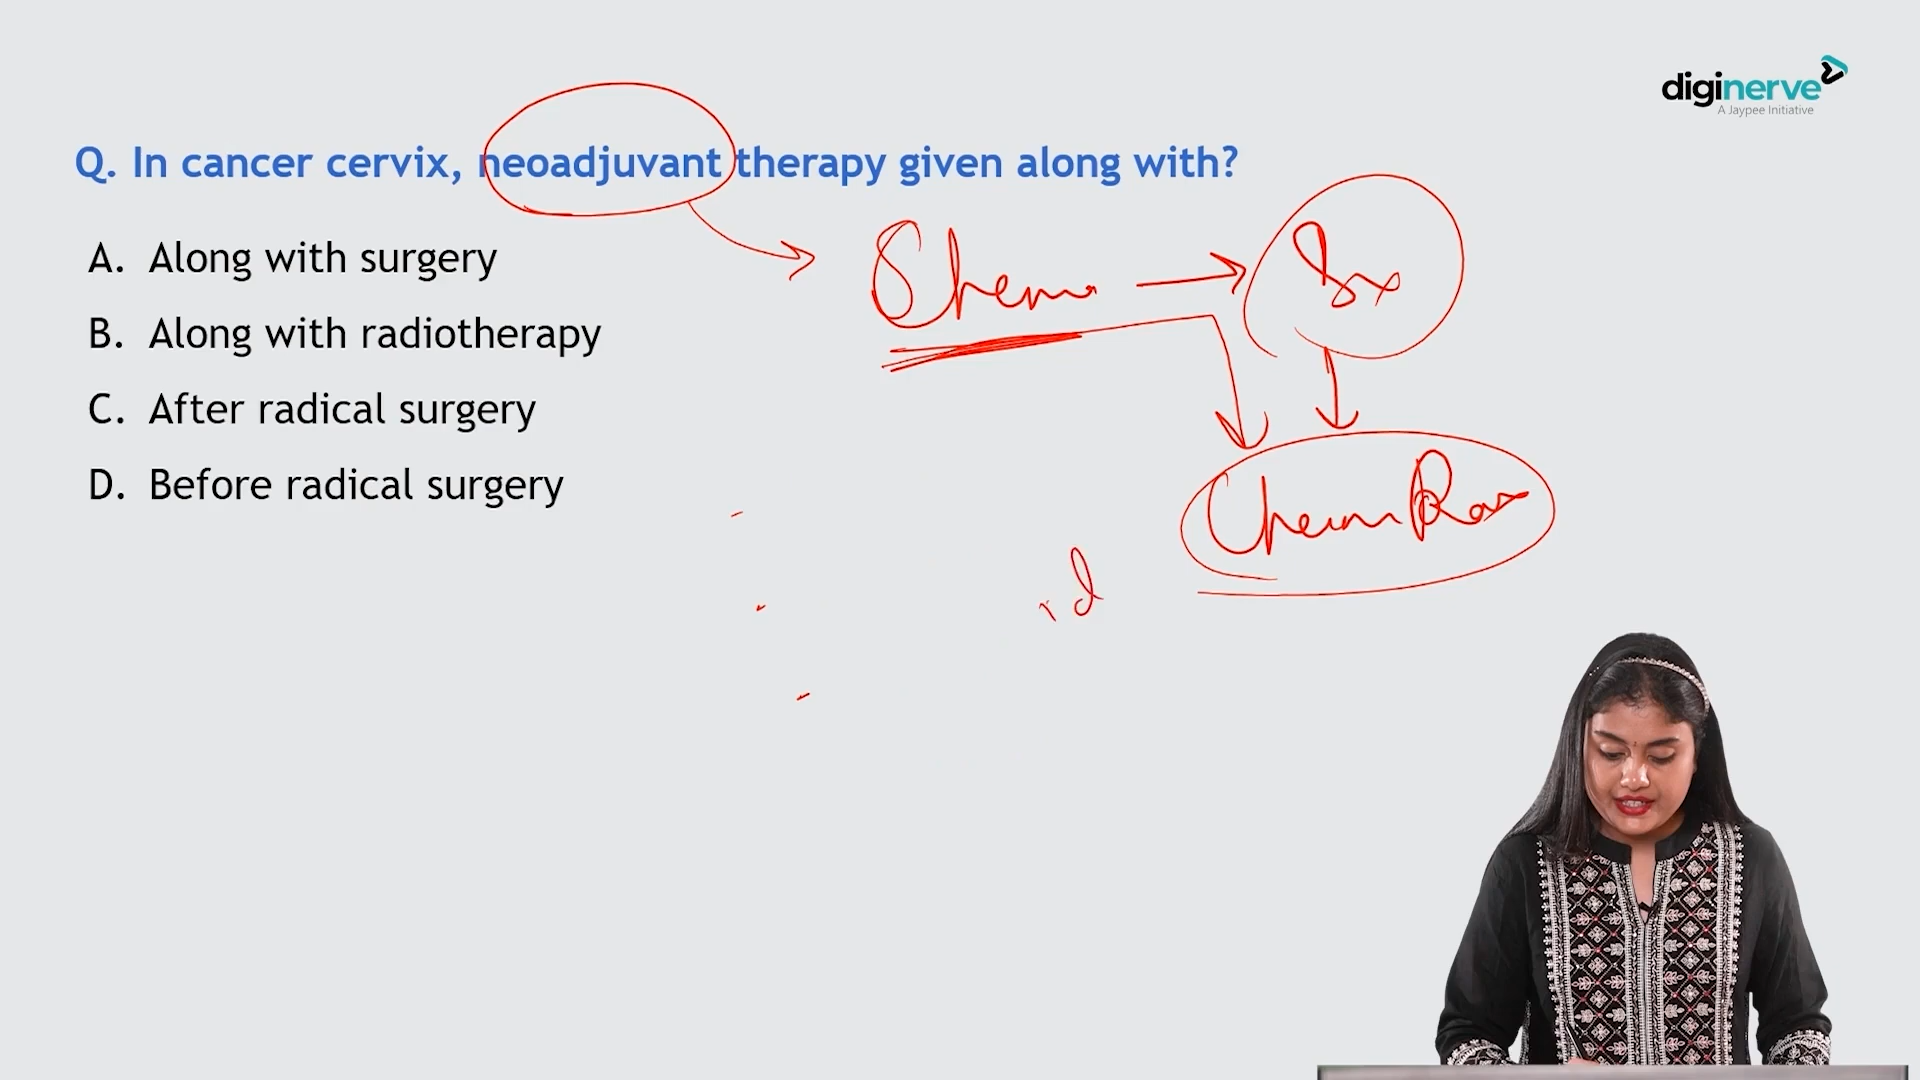 diginerve
A Jaypee Initiative
Q. In cancer cervix, neoadjuvant therapy given along with?
A. Along with surgery
B. Along with radiotherapy
C. After radical surgery
D. Before radical surgery
Chemo
Sx